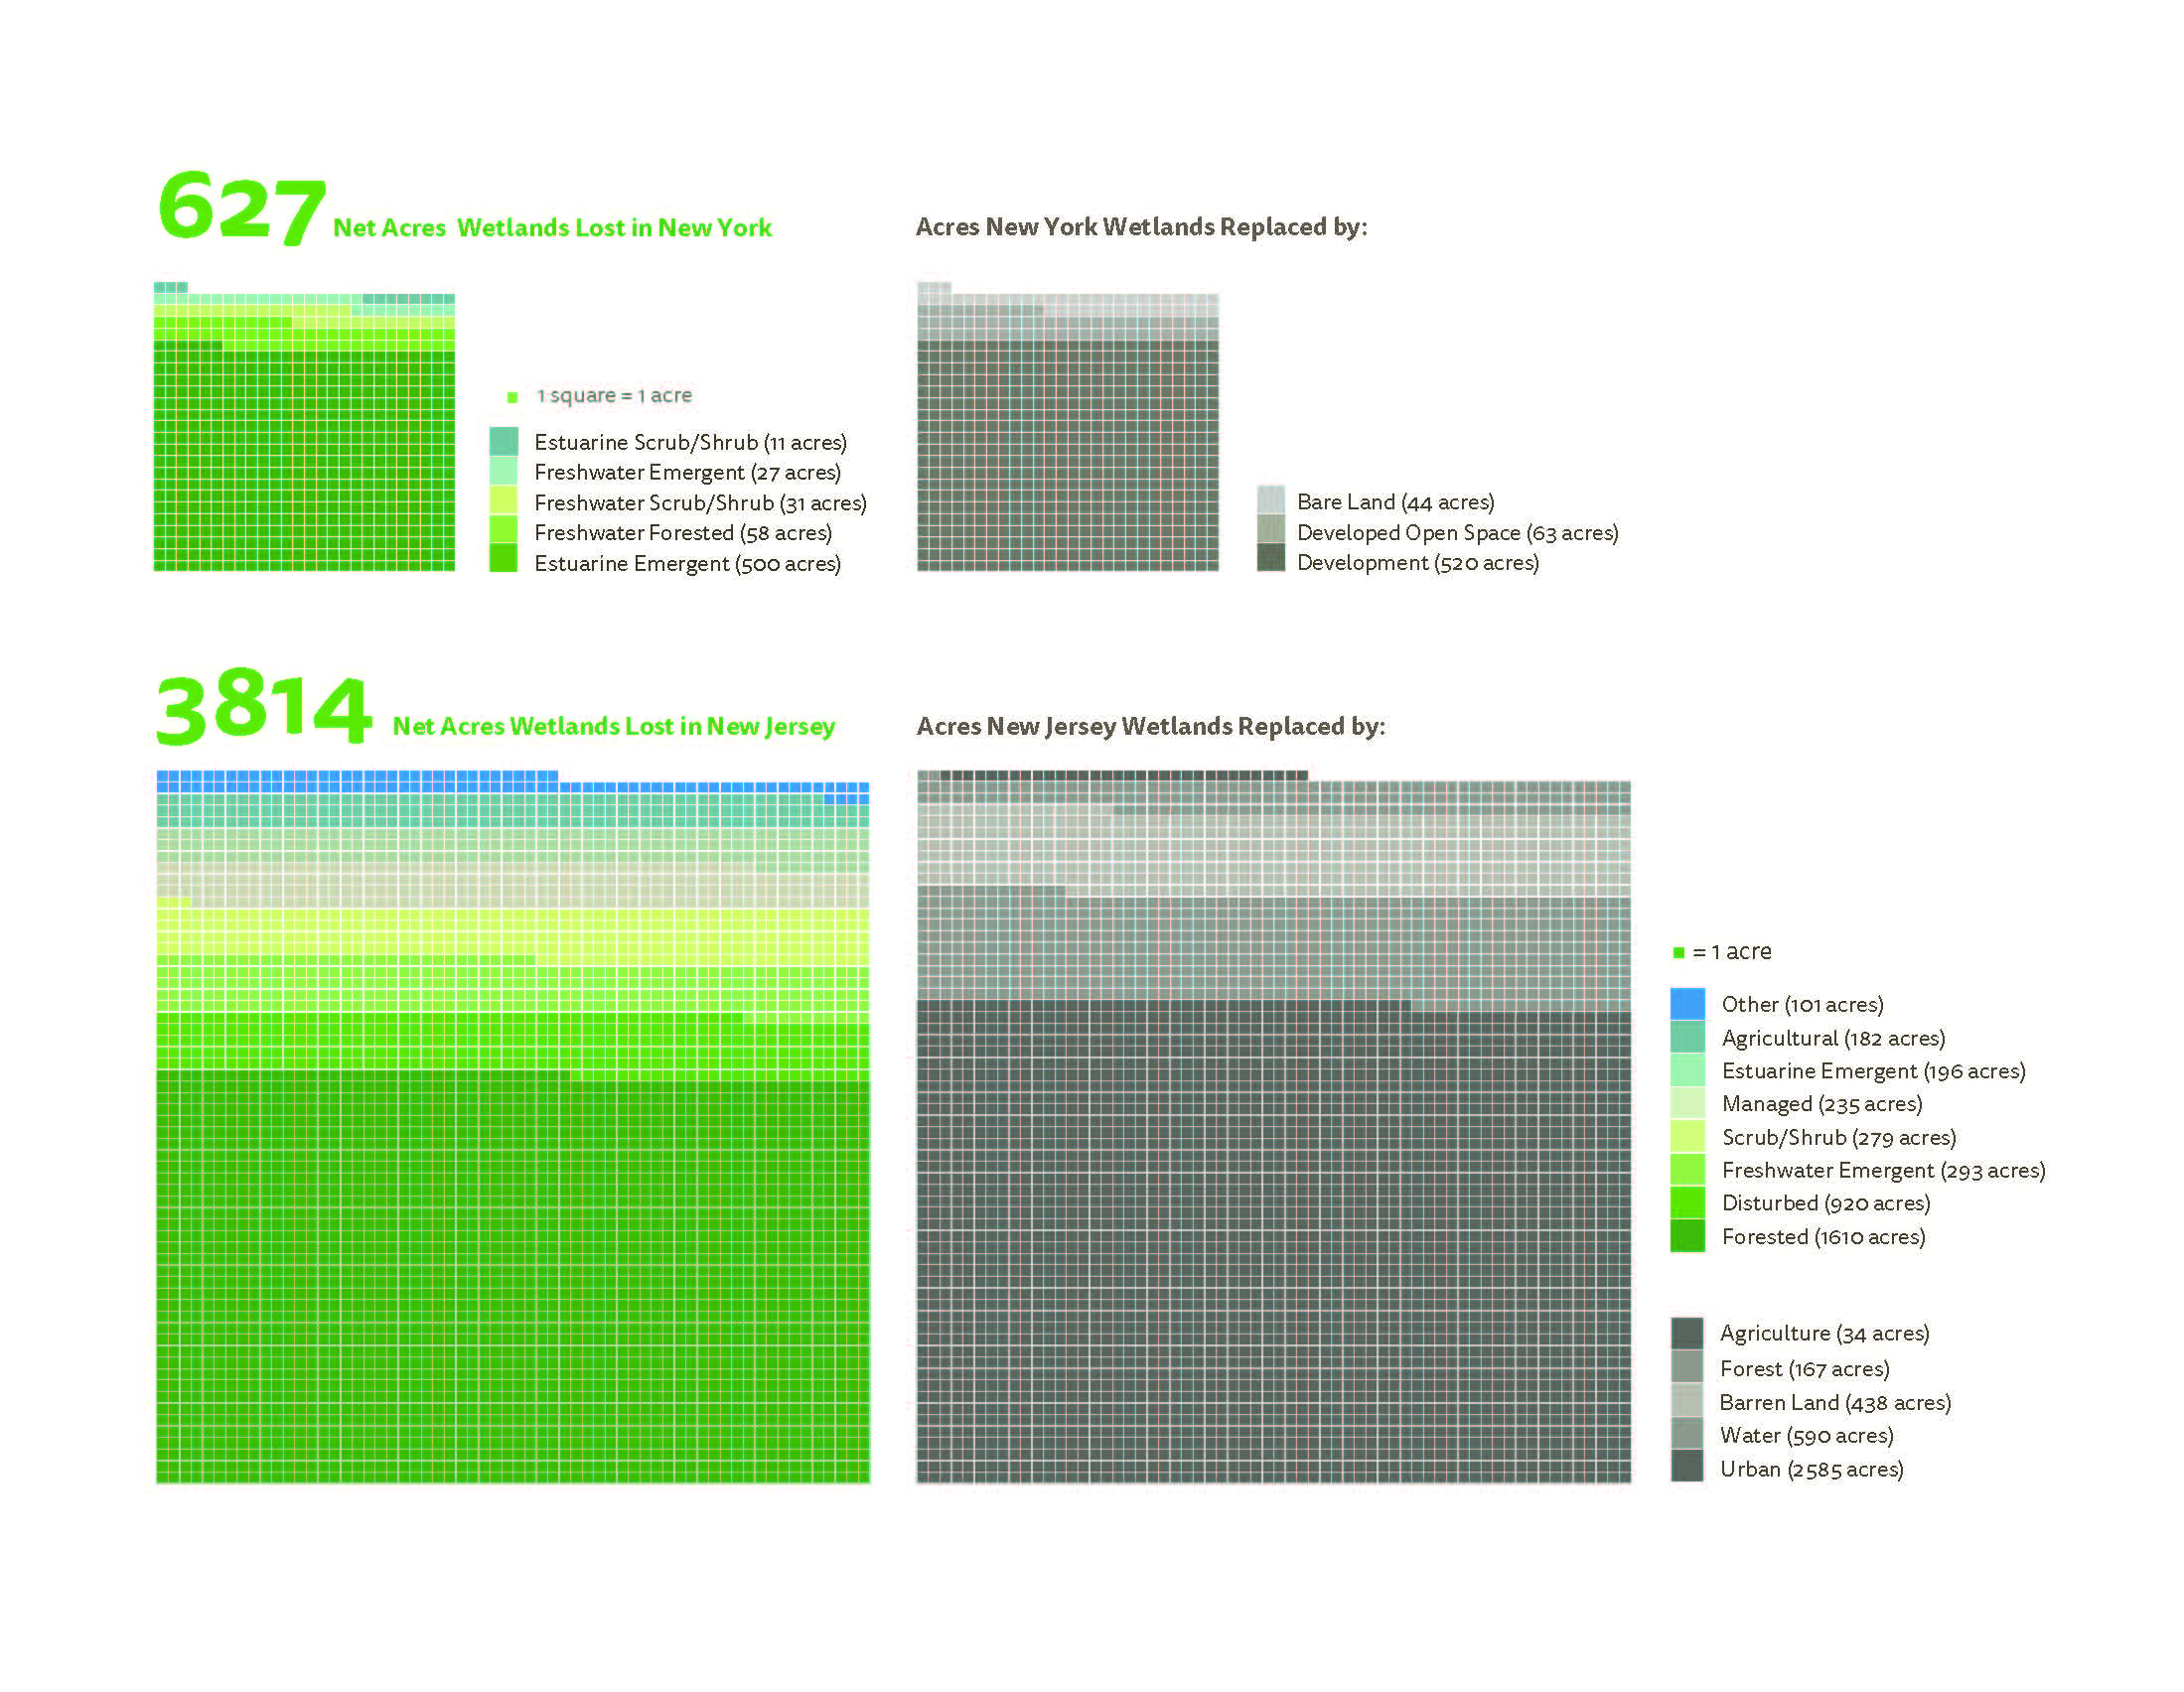 627 Net Acres Wetlands Lost in New York
Acres New York Wetlands Replaced by:
1 square = 1 acre
Estuarine Scrub/Shrub (11 acres)
Freshwater Emergent (27 acres)
Freshwater Scrub/Shrub (31 acres)
Freshwater Forested (58 acres)
Estuarine Emergent (500 acres)
Bare Land (44 acres)
Developed Open Space (63 acres)
Development (520 acres)
3814 Net Acres Wetlands Lost in New Jersey
Acres New Jersey Wetlands Replaced by:
= 1 acre
Other (101 acres)
Agricultural (182 acres)
Estuarine Emergent (196 acres)
Managed (235 acres)
Scrub/Shrub (279 acres)
Freshwater Emergent (293 acres)
Disturbed (920 acres)
Forested (1610 acres)
Agriculture (34 acres)
Forest (167 acres)
Barren Land (438 acres)
Water (590 acres)
Urban (2585 acres)